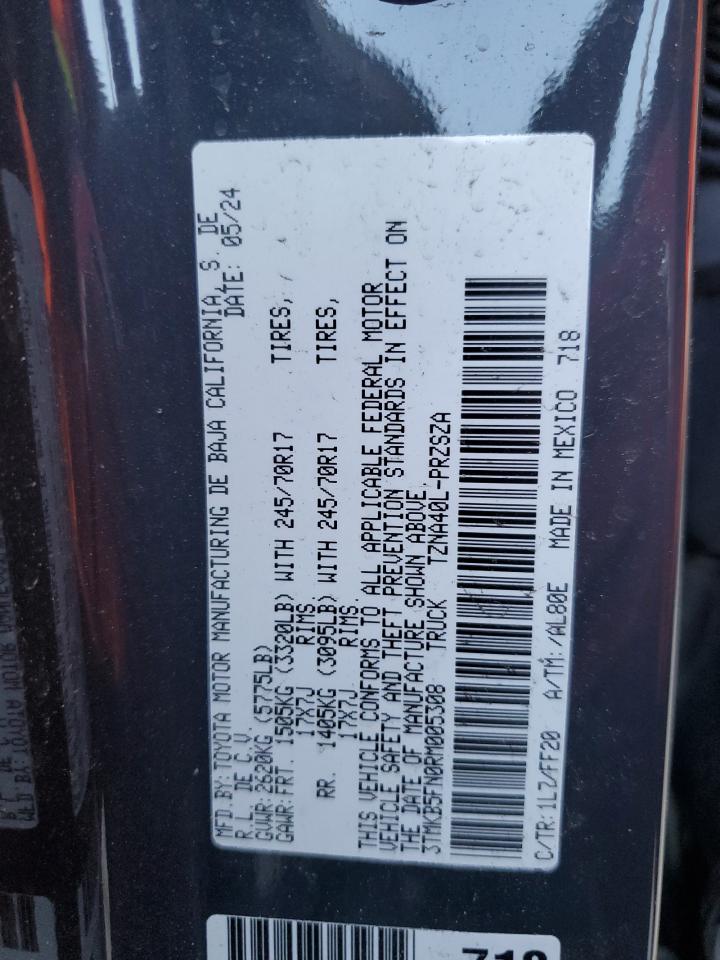 MFD.BY: TOYOTA MOTOR MANUFACTURING DE BAJA CALIFORNIA, S. DE
R.L. DE C.V. DATE: 05/24
GVWR: 2620KG (5775LB)
GAWR: FRT. 1505KG (3320LB) WITH 245/70R17 TIRES,
17X7J RIMS
RR. 1405KG (3095LB) WITH 245/70R17 TIRES,
17X7J RIMS
THIS VEHICLE CONFORMS TO ALL APPLICABLE FEDERAL MOTOR
VEHICLE SAFETY AND THEFT PREVENTION STANDARDS IN EFFECT ON
THE DATE OF MANUFACTURE SHOWN ABOVE.
3TMKB5FN0RM005308 TRUCK TZNA40L-PRZSZA
C/TR: 1LZ/FF20 A/TM: /AL80E MADE IN MEXICO 718